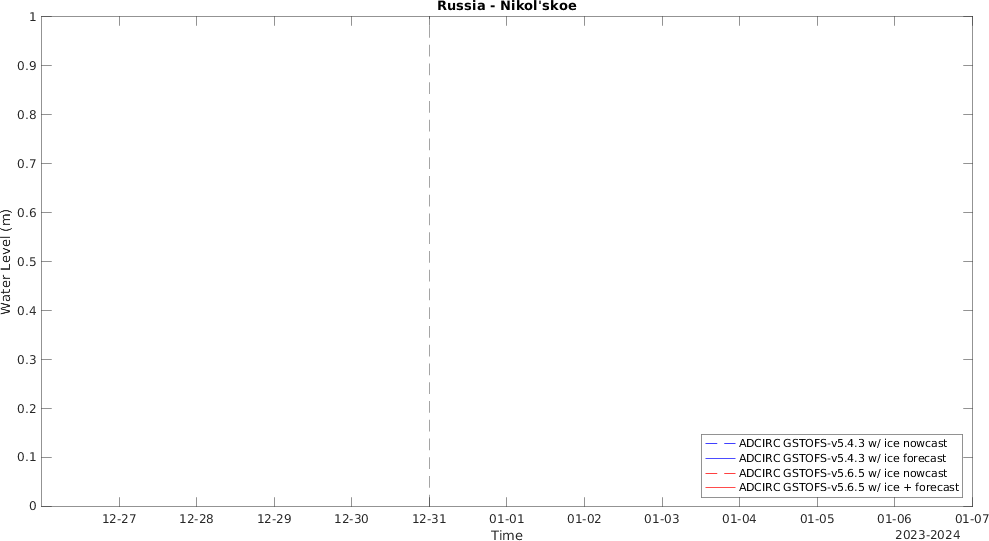 Russia - Nikol'skoe
1
0.9
0.8
0.7
0.6
0.5
0.4
0.3
0.2
0.1
0
Water Level (m)
ADCIRC GSTOFS-v5.4.3 w/ ice nowcast
ADCIRC GSTOFS-v5.4.3 w/ ice forecast
ADCIRC GSTOFS-v5.6.5 w/ ice nowcast
ADCIRC GSTOFS-v5.6.5 w/ ice + forecast
12-27 12-28 12-29 12-30 12-31 01-01 01-02 01-03 01-04 01-05 01-06 01-07
Time
2023-2024